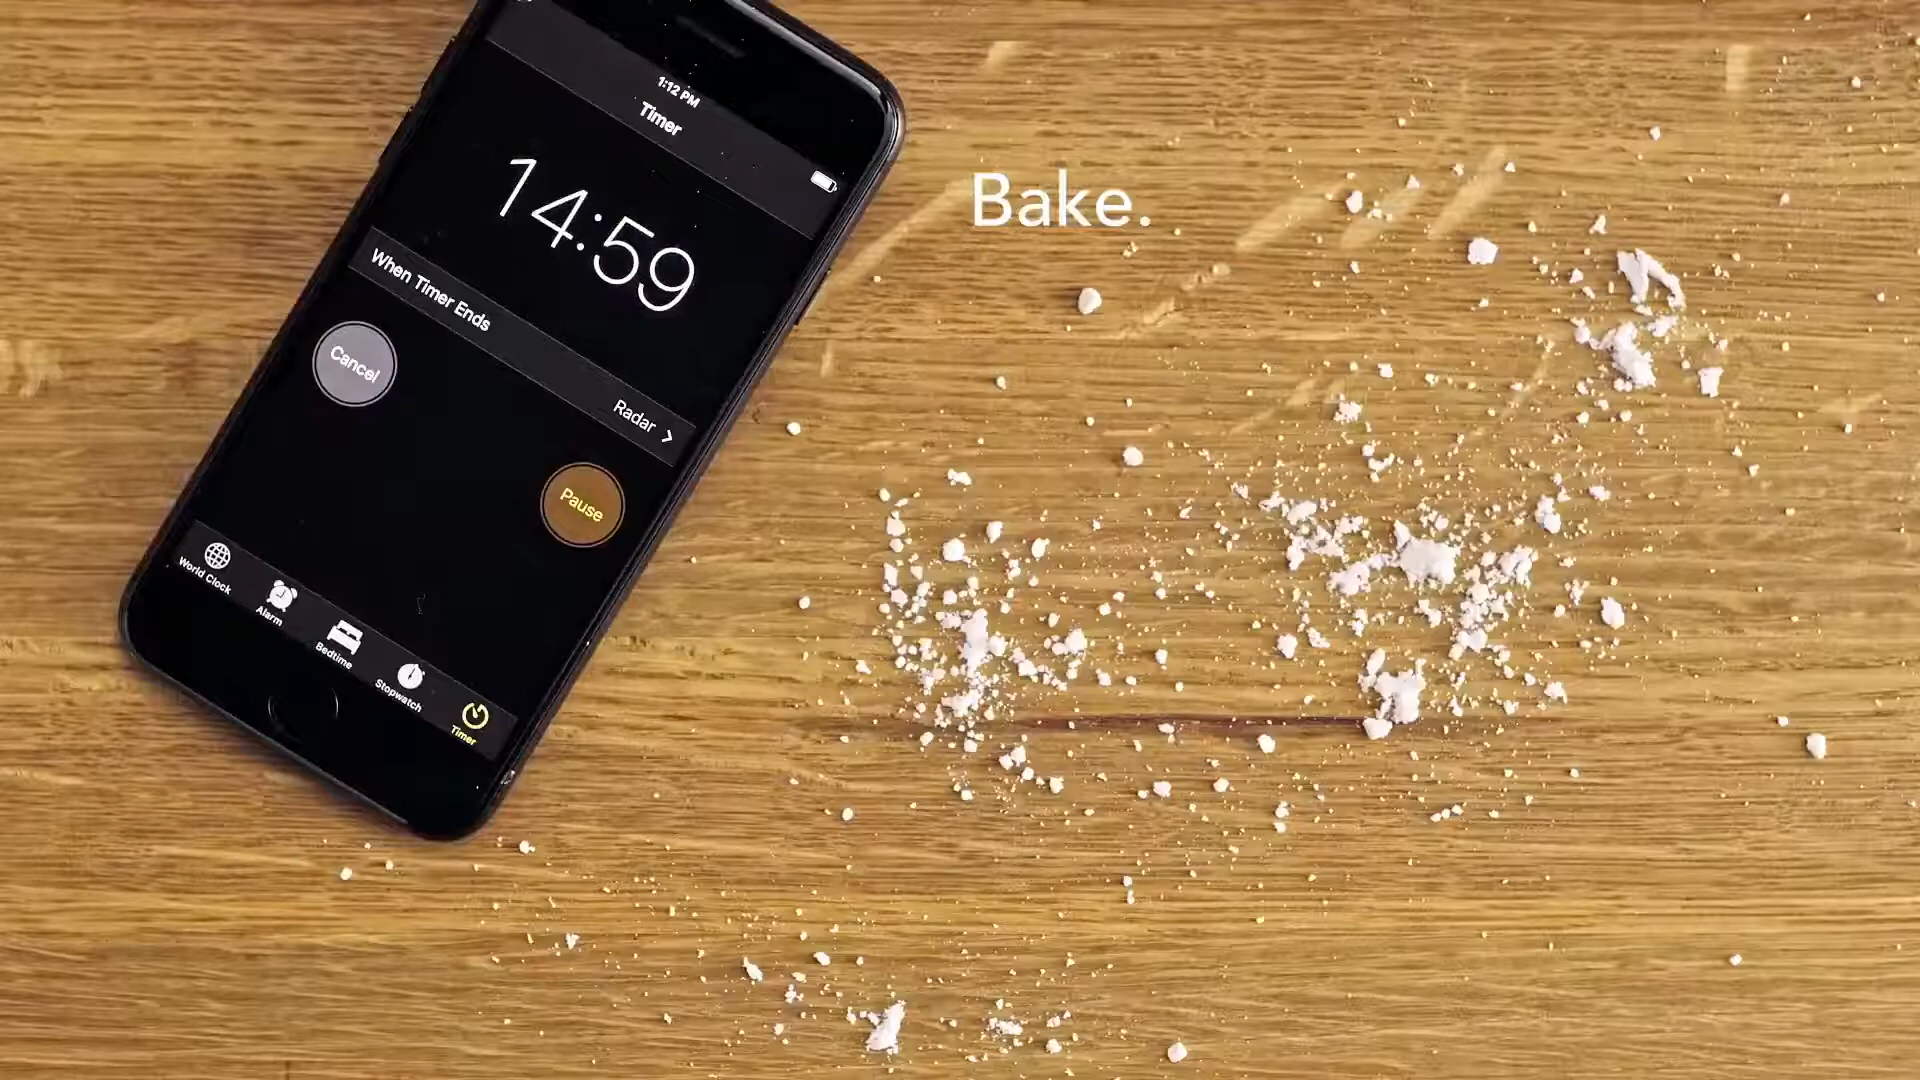 1:12 PM
Timer
14:59
Bake.
When Timer Ends
Radar >
Cancel
Pause
World Clock
Alarm
Bedtime
Stopwatch
Timer